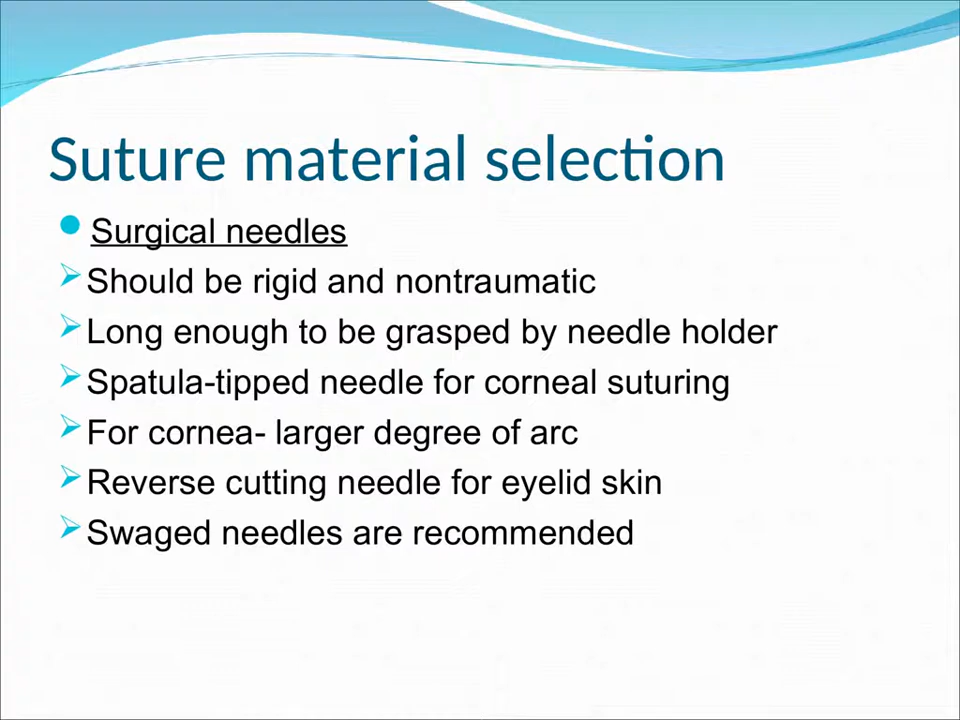 Suture material selection
Surgical needles
Should be rigid and nontraumatic
Long enough to be grasped by needle holder
Spatula-tipped needle for corneal suturing
For cornea- larger degree of arc
Reverse cutting needle for eyelid skin
Swaged needles are recommended